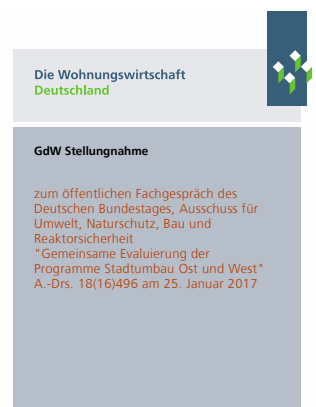 Die Wohnungswirtschaft
Deutschland
GdW Stellungnahme
zum öffentlichen Fachgespräch des
Deutschen Bundestages, Ausschuss für
Umwelt, Naturschutz, Bau und
Reaktorsicherheit
"Gemeinsame Evaluierung der
Programme Stadtumbau Ost und West"
A.-Drs. 18(16)496 am 25. Januar 2017